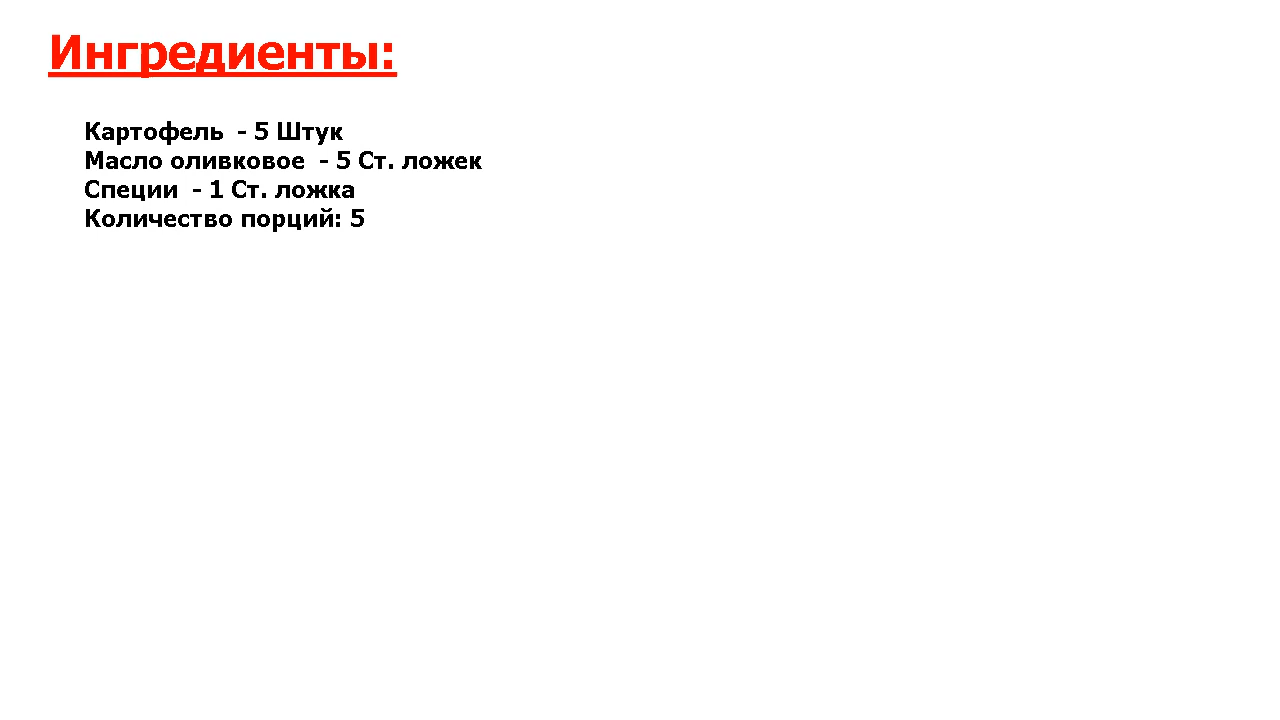 Ингредиенты:
Картофель  - 5 Штук
Масло оливковое  - 5 Ст. ложек
Специи  - 1 Ст. ложка
Количество порций: 5